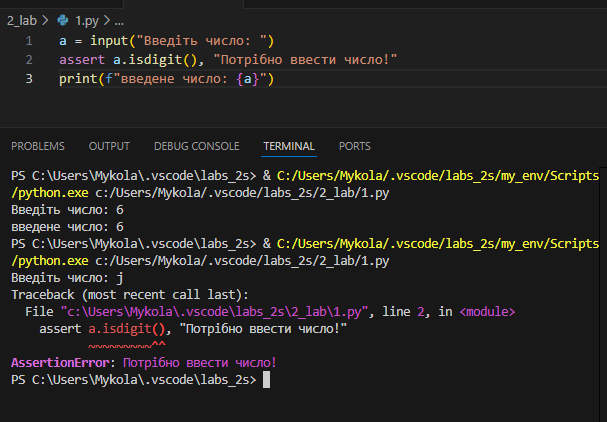 2_lab > 1.py > ...
1 a = input("Введіть число: ")
2 assert a.isdigit(), "Потрібно ввести число!"
3 print(f"введене число: {a}")
PROBLEMS OUTPUT DEBUG CONSOLE TERMINAL PORTS
PS C:\Users\Mykola\.vscode\labs_2s> & C:/Users/Mykola/.vscode/labs_2s/my_env/Scripts
/python.exe c:/Users/Mykola/.vscode/labs_2s/2_lab/1.py
Введіть число: 6
введене число: 6
PS C:\Users\Mykola\.vscode\labs_2s> & C:/Users/Mykola/.vscode/labs_2s/my_env/Scripts
/python.exe c:/Users/Mykola/.vscode/labs_2s/2_lab/1.py
Введіть число: j
Traceback (most recent call last):
  File "c:\Users\Mykola\.vscode\labs_2s\2_lab\1.py", line 2, in <module>
    assert a.isdigit(), "Потрібно ввести число!"
           ~~~~~~~~~^^
AssertionError: Потрібно ввести число!
PS C:\Users\Mykola\.vscode\labs_2s>